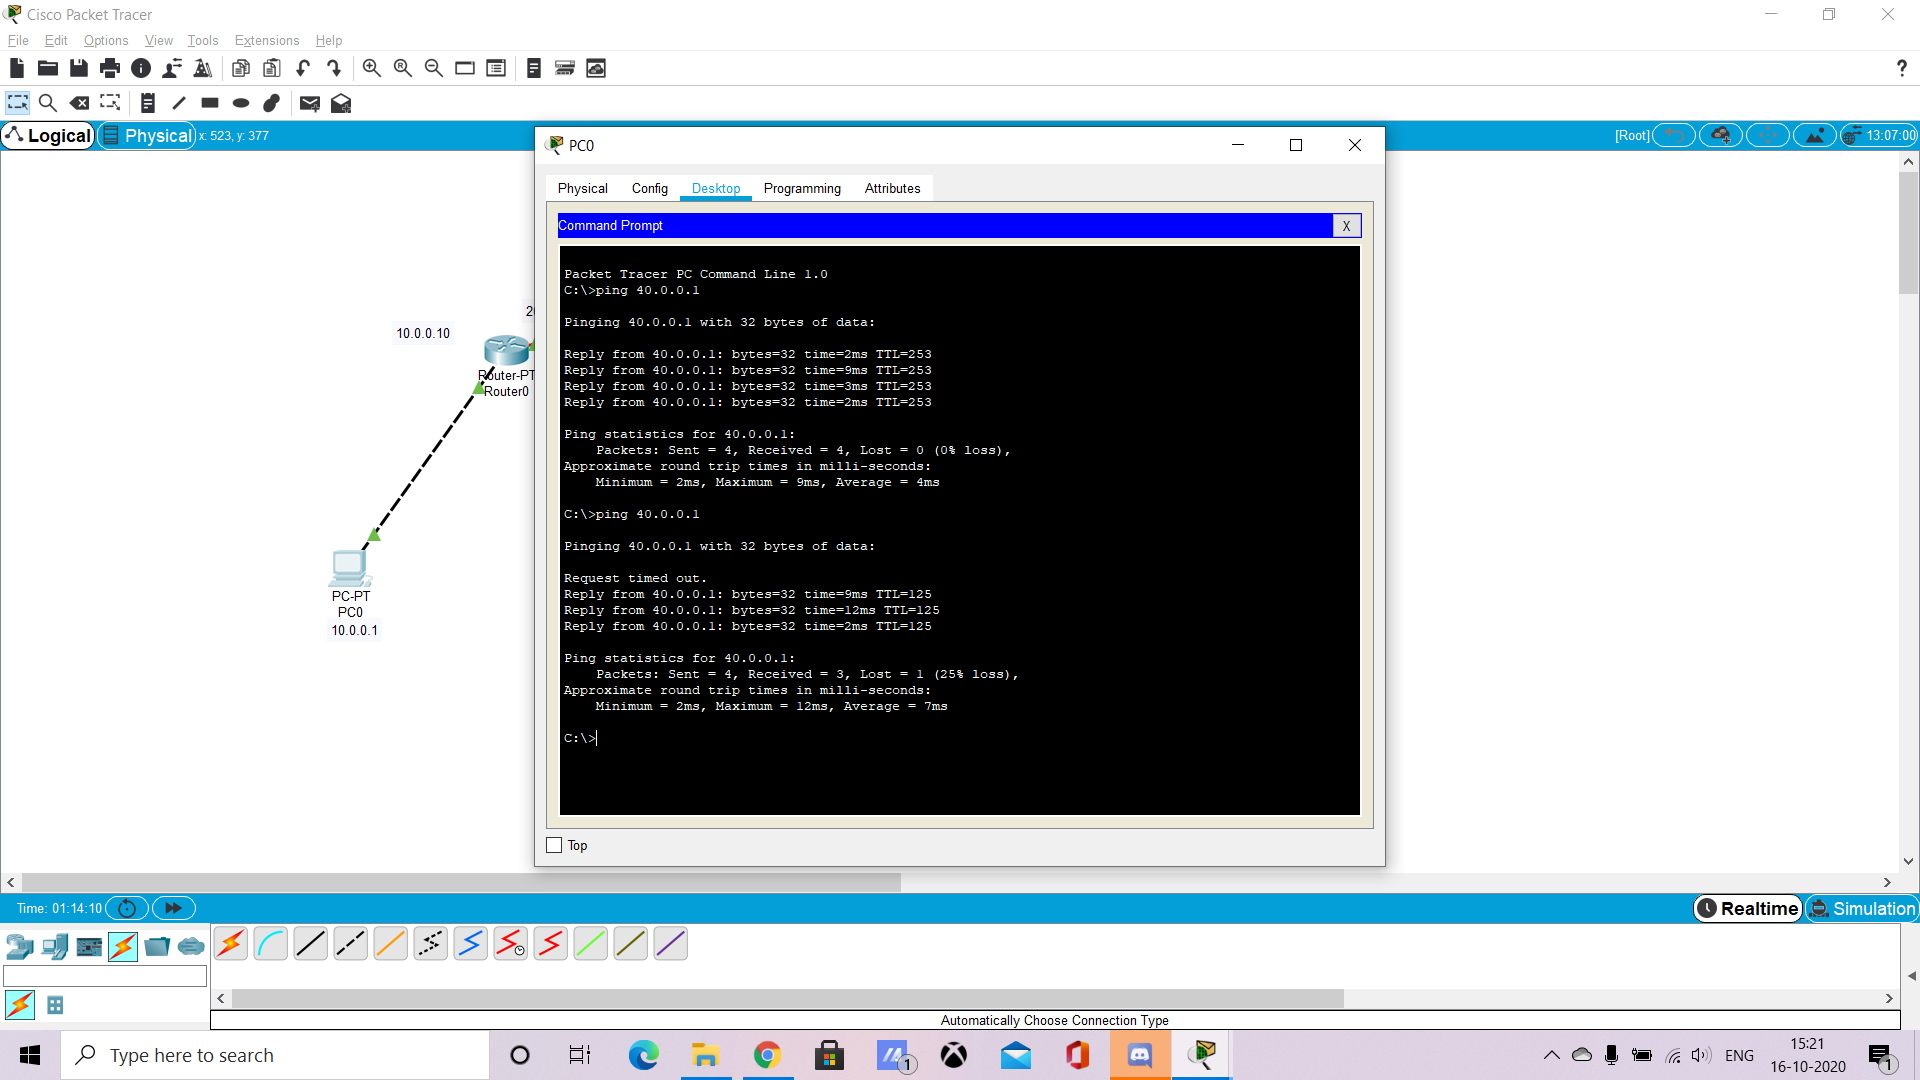 Cisco Packet Tracer
File Edit Options View Tools Extensions Help
?
Logical Physical x: 523, y: 377
[Root] 13:07:00
PC0
Physical Config Desktop Programming Attributes
Command Prompt X
Packet Tracer PC Command Line 1.0
C:\>ping 40.0.0.1
Pinging 40.0.0.1 with 32 bytes of data:
Reply from 40.0.0.1: bytes=32 time=2ms TTL=253
Reply from 40.0.0.1: bytes=32 time=9ms TTL=253
Reply from 40.0.0.1: bytes=32 time=3ms TTL=253
Reply from 40.0.0.1: bytes=32 time=2ms TTL=253
Ping statistics for 40.0.0.1:
Packets: Sent = 4, Received = 4, Lost = 0 (0% loss),
Approximate round trip times in milli-seconds:
Minimum = 2ms, Maximum = 9ms, Average = 4ms
C:\>ping 40.0.0.1
Pinging 40.0.0.1 with 32 bytes of data:
Request timed out.
Reply from 40.0.0.1: bytes=32 time=9ms TTL=125
Reply from 40.0.0.1: bytes=32 time=12ms TTL=125
Reply from 40.0.0.1: bytes=32 time=2ms TTL=125
Ping statistics for 40.0.0.1:
Packets: Sent = 4, Received = 3, Lost = 1 (25% loss),
Approximate round trip times in milli-seconds:
Minimum = 2ms, Maximum = 12ms, Average = 7ms
C:\>
Top
10.0.0.10
Router-PT
Router0
PC-PT
PC0
10.0.0.1
Time: 01:14:10
Realtime Simulation
Automatically Choose Connection Type
Type here to search
1
ENG
15:21
16-10-2020
1